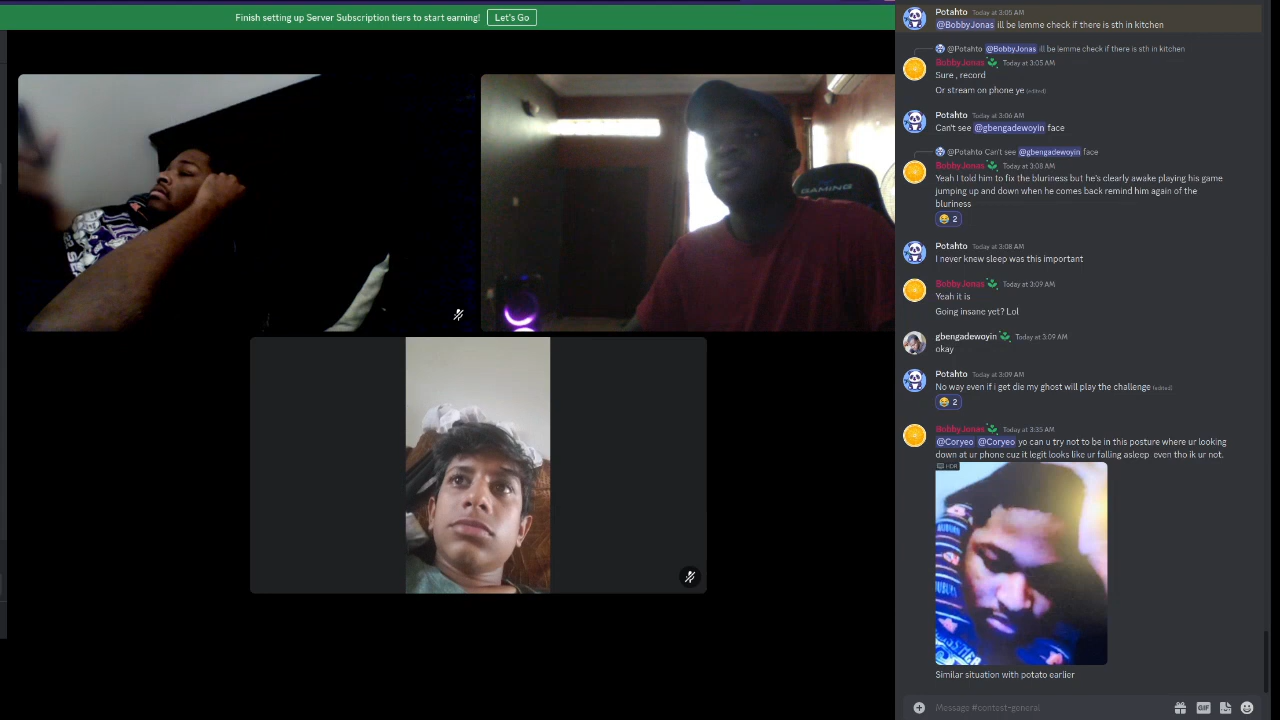 Finish setting up Server Subscription tiers to start earning!
Let's Go
GAMING
Potahto Today at 3:05 AM
@BobbyJonas ill be lemme check if there is sth in kitchen
@Potahto @BobbyJonas ill be lemme check if there is sth in kitchen
BobbyJonas Today at 3:05 AM
Sure , record
Or stream on phone ye (edited)
Potahto Today at 3:06 AM
Can't see @gbengadewoyin face
@Potahto Can't see @gbengadewoyin face
BobbyJonas Today at 3:08 AM
Yeah I told him to fix the bluriness but he's clearly awake playing his game
jumping up and down when he comes back remind him again of the
bluriness
2
Potahto Today at 3:08 AM
I never knew sleep was this important
BobbyJonas Today at 3:09 AM
Yeah it is
Going insane yet? Lol
gbengadewoyin Today at 3:09 AM
okay
Potahto Today at 3:09 AM
No way even if i get die my ghost will play the challenge (edited)
2
BobbyJonas Today at 3:35 AM
@Coryeo @Coryeo yo can u try not to be in this posture where ur looking
down at ur phone cuz it legit looks like ur falling asleep even tho ik ur not.
HDR
AUBURN
Similar situation with potato earlier
Message #contest-general
GIF